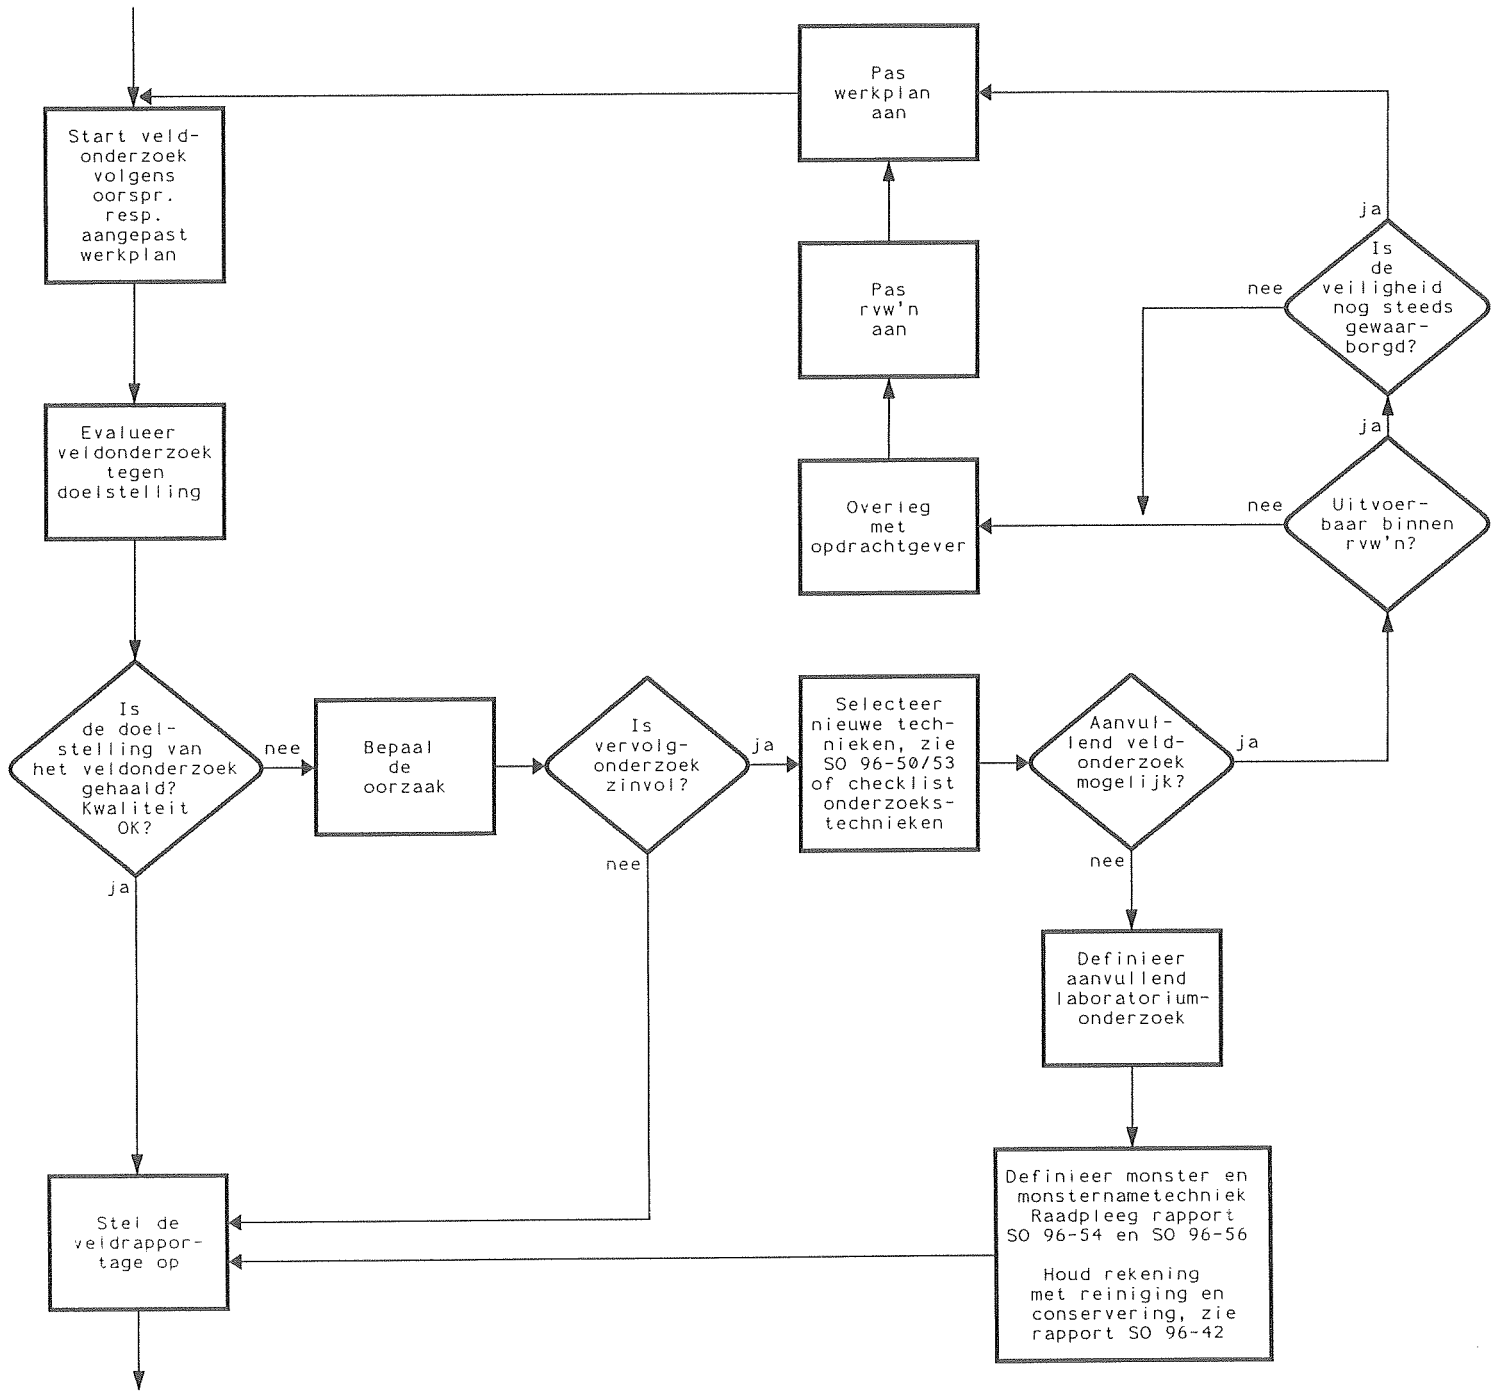 Pas
werkplan
aan
Start veld-
onderzoek
volgens
oorspr.
resp.
aangepast
werkplan
ja
Is
de
veiligheid
nog steeds
gewaar-
borgd?
nee
Pas
rvw'n
aan
Evalueer
veldonderzoek
tegen
doelstelling
ja
Uitvoer-
baar binnen
rvw'n?
nee
Overleg
met
opdrachtgever
Is
de doel-
stelling van
het veldonderzoek
gehaald?
Kwaliteit
OK?
nee
ja
Bepaal
de
oorzaak
Is
vervolg-
onderzoek
zinvol?
ja
nee
Selecteer
nieuwe tech-
nieken, zie
SO 96-50/53
of checklist
onderzoeks-
technieken
Aanvul-
lend veld-
onderzoek
mogelijk?
ja
nee
Definieer
aanvullend
laboratorium-
onderzoek
Definieer monster en
monsternametechniek
Raadpleeg rapport
SO 96-54 en SO 96-56
Houd rekening
met reiniging en
conservering, zie
rapport SO 96-42
Stel de
veldrappor-
tage op